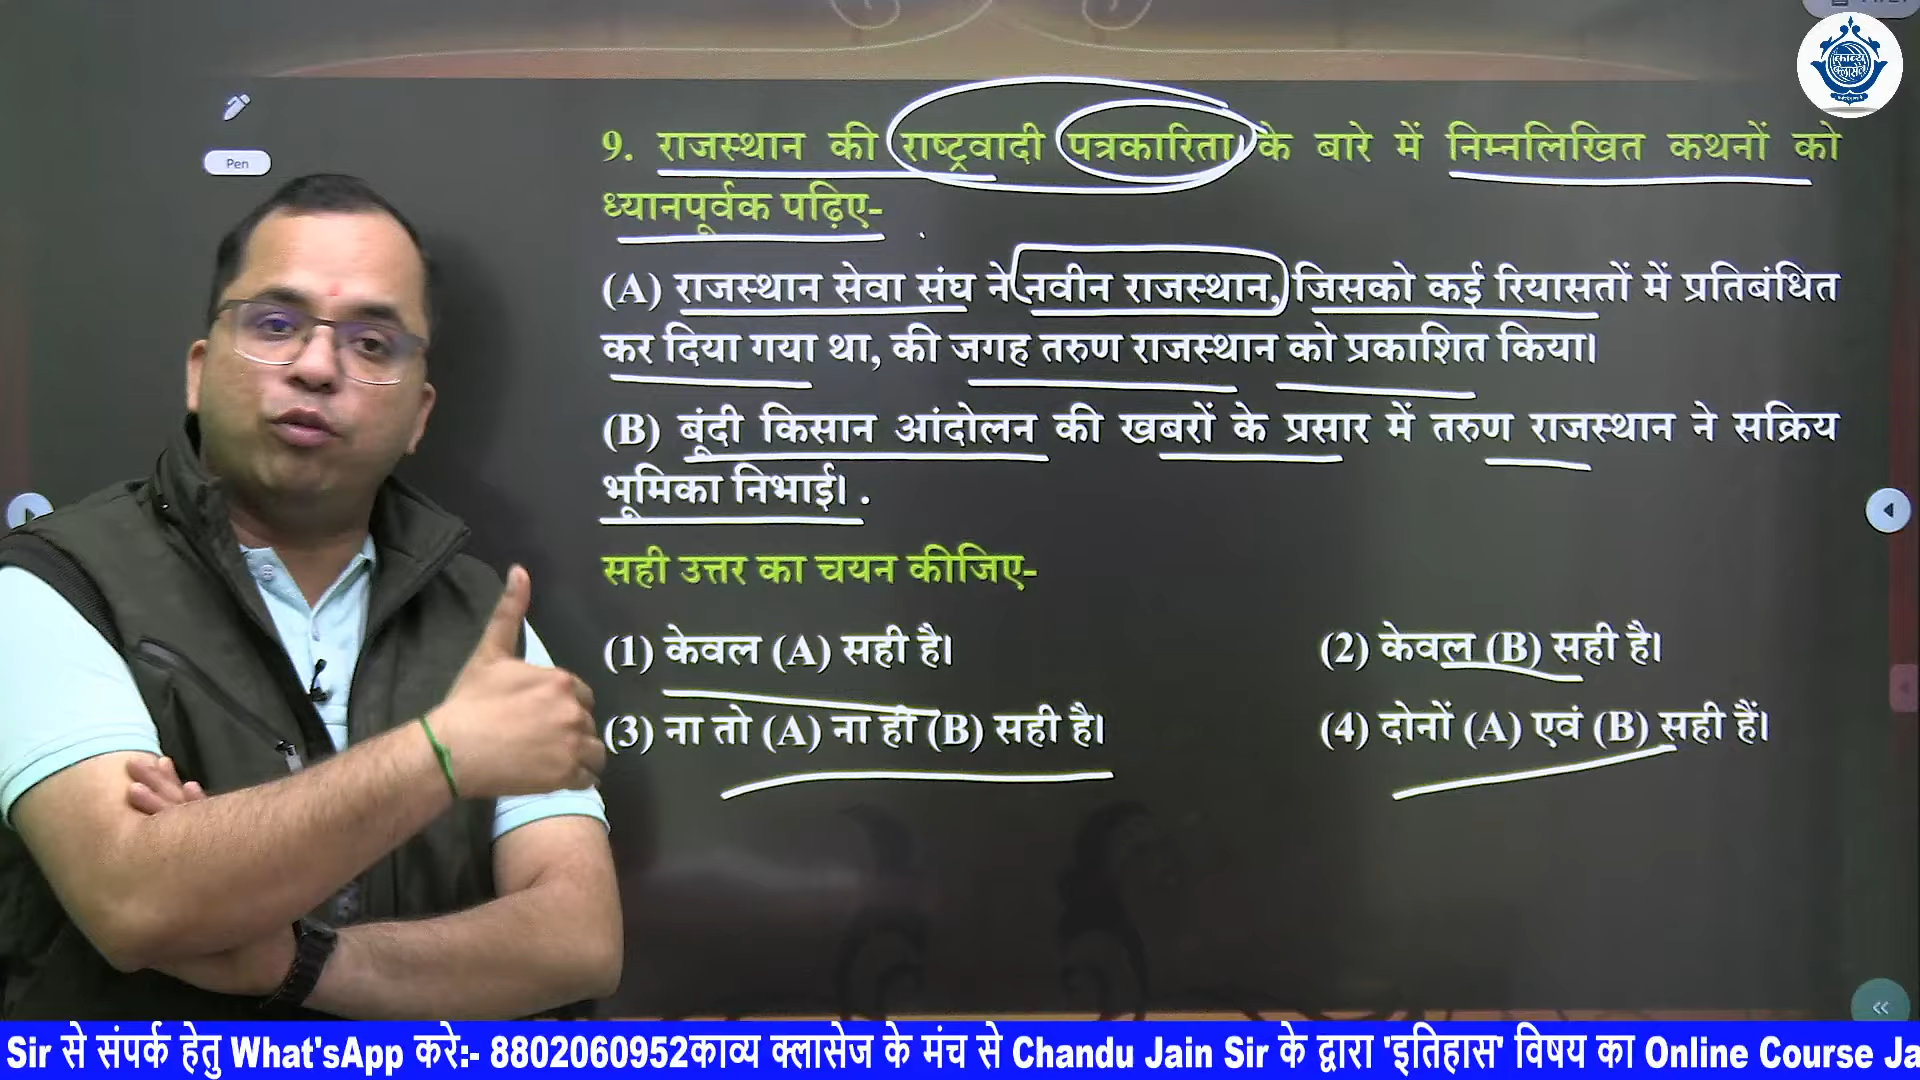 काव्य
क्लासेज
Pen
9. राजस्थान की राष्ट्रवादी पत्रकारिता के बारे में निम्नलिखित कथनों को
ध्यानपूर्वक पढ़िए-
(A) राजस्थान सेवा संघ ने नवीन राजस्थान, जिसको कई रियासतों में प्रतिबंधित
कर दिया गया था, की जगह तरुण राजस्थान को प्रकाशित किया।
(B) बूंदी किसान आंदोलन की खबरों के प्रसार में तरुण राजस्थान ने सक्रिय
भूमिका निभाई। .
सही उत्तर का चयन कीजिए-
(1) केवल (A) सही है।
(2) केवल (B) सही है।
(3) ना तो (A) ना ही (B) सही है।
(4) दोनों (A) एवं (B) सही हैं।
Sir से संपर्क हेतु What'sApp करे:- 8802060952काव्य क्लासेज के मंच से Chandu Jain Sir के द्वारा 'इतिहास' विषय का Online Course Ja